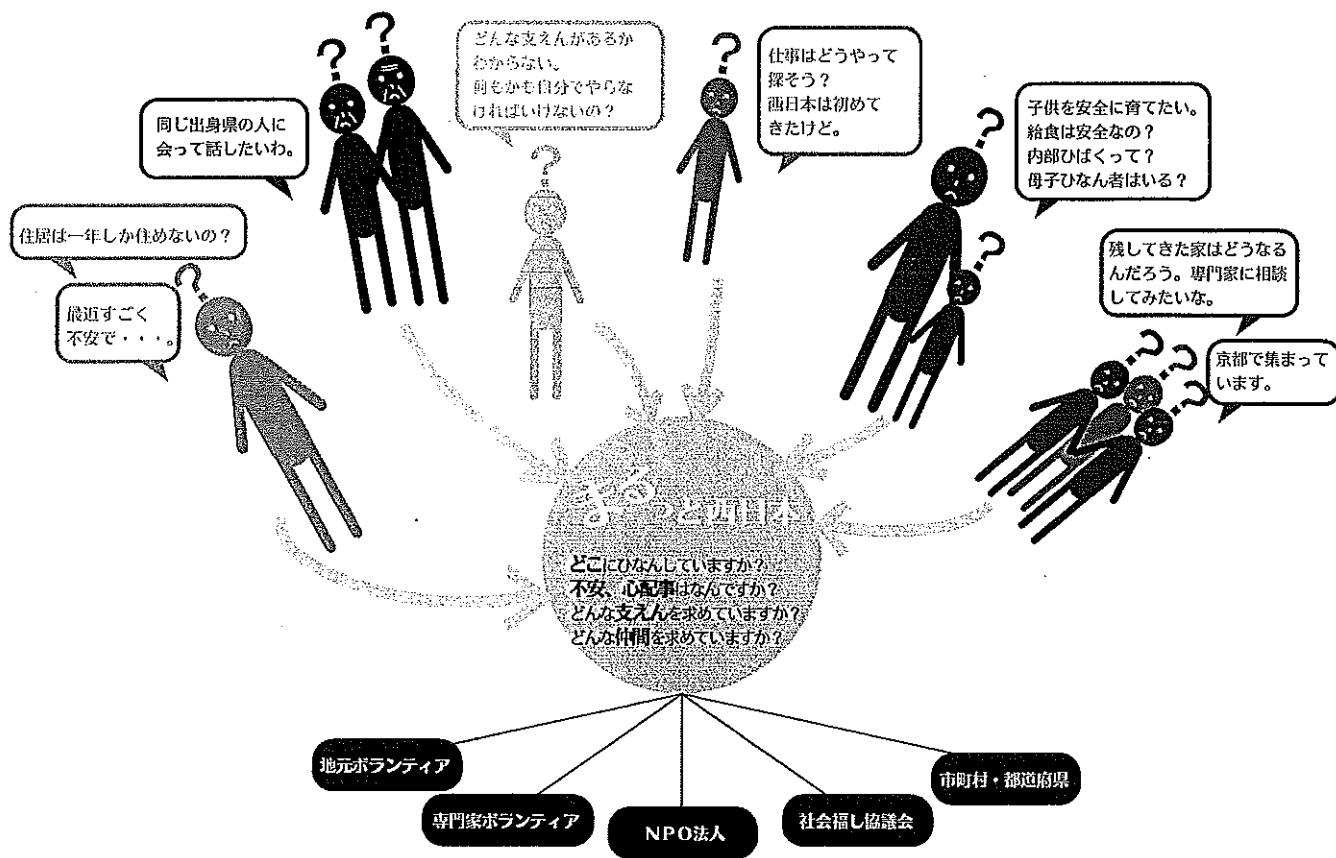 どんな支えんがあるか
わからない。
何もかも自分でやらな
ければいけないの？
仕事はどうやって
探そう？
西日本は初めて
きたけど。
同じ出身県の人に
会って話したいわ。
子供を安全に育てたい。
給食は安全なの？
内部ひばくって？
母子ひなん者はいる？
住居は一年しか住めないの？
最近すごく
不安で・・・。
残してきた家はどうなる
んだろう。専門家に相談
してみたいな。
京都で集まって
います。
まるっと西日本
どこにひなんしていますか？
不安、心配事はなんですか？
どんな支えんを求めていますか？
どんな仲間を求めていますか？
地元ボランティア
専門家ボランティア
NPO法人
社会福し協議会
市町村・都道府県